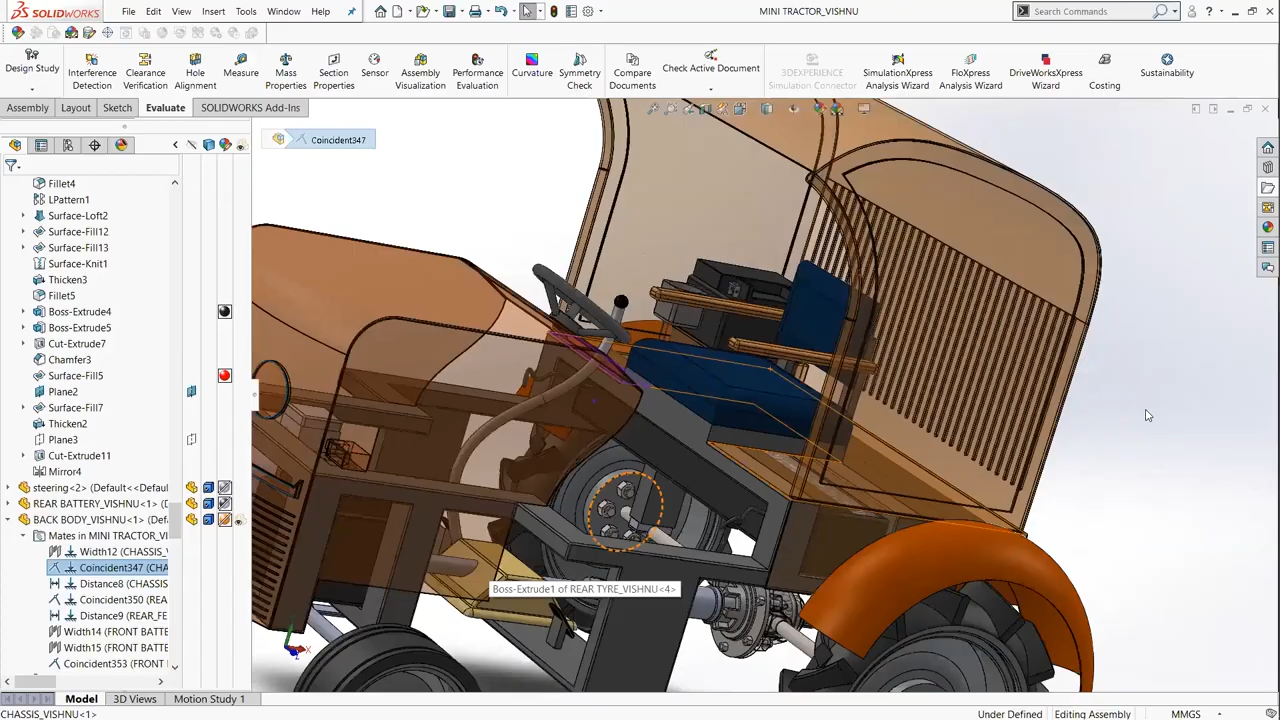 SOLIDWORKS File Edit View Insert Tools Window Help MINI TRACTOR_VISHNU Search Commands ?
Design Study Interference Detection Clearance Verification Hole Alignment Measure Mass Properties Section Properties Sensor Assembly Visualization Performance Evaluation Curvature Symmetry Check Compare Documents Check Active Document 3DEXPERIENCE Simulation Connector SimulationXpress Analysis Wizard FloXpress Analysis Wizard DriveWorksXpress Wizard Costing Sustainability
Assembly Layout Sketch Evaluate SOLIDWORKS Add-Ins
Coincident347
Fillet4
LPattern1
Surface-Loft2
Surface-Fill12
Surface-Fill13
Surface-Knit1
Thicken3
Fillet5
Boss-Extrude4
Boss-Extrude5
Cut-Extrude7
Chamfer3
Surface-Fill5
Plane2
Surface-Fill7
Thicken2
Plane3
Cut-Extrude11
Mirror4
steering<2> (Default<<Defaul
REAR BATTERY_VISHNU<1> (
BACK BODY_VISHNU<1> (Def
Mates in MINI TRACTOR_VI
Width12 (CHASSIS_V
Coincident347 (CHA
Distance8 (CHASSIS
Coincident350 (REA
Distance9 (REAR_FE
Width14 (FRONT BATTE
Width15 (FRONT BATTE
Coincident353 (FRONT I
Boss-Extrude1 of REAR TYRE_VISHNU<4>
Model 3D Views Motion Study 1
CHASSIS_VISHNU<1> Under Defined Editing Assembly MMGS